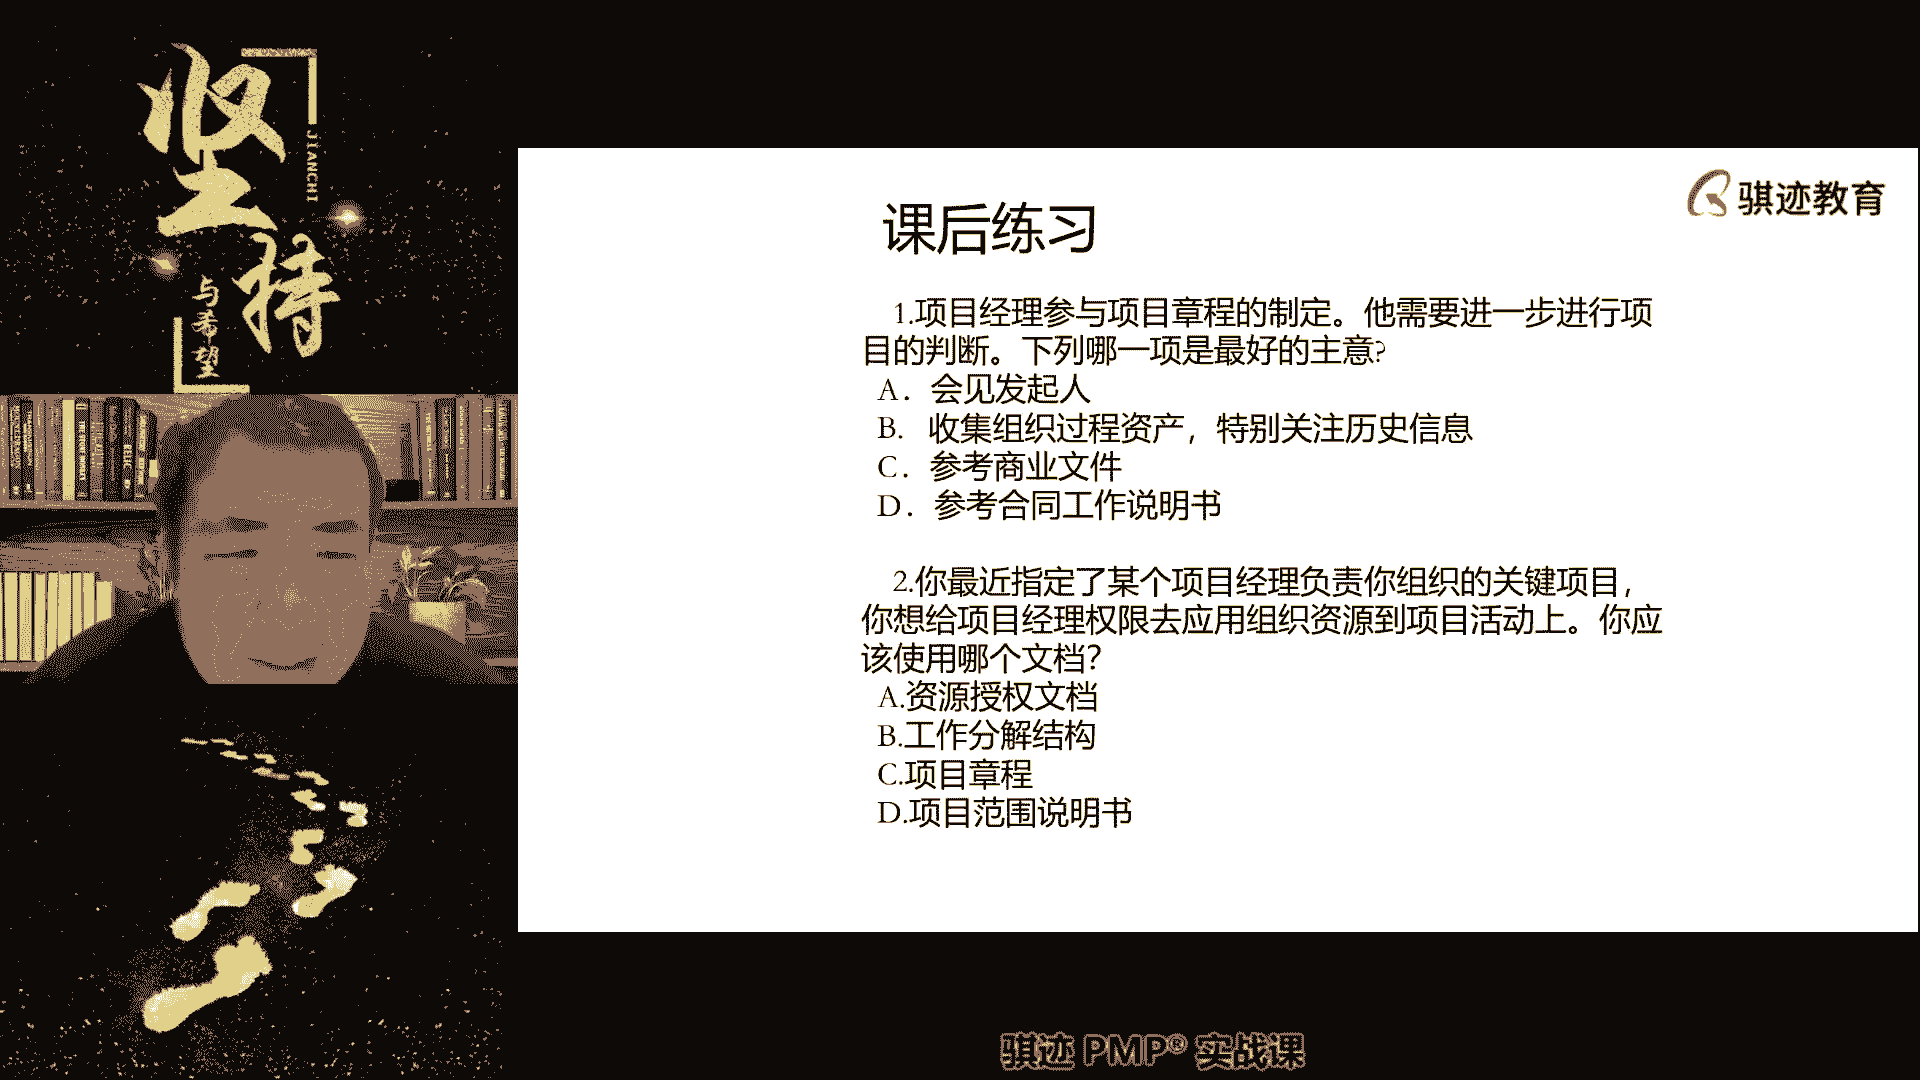 坚持
JIANCHI
与希望
骐迹教育
课后练习
1.项目经理参与项目章程的制定。他需要进一步进行项
目的判断。下列哪一项是最好的主意?
A．会见发起人
B. 收集组织过程资产，特别关注历史信息
C．参考商业文件
D．参考合同工作说明书
2.你最近指定了某个项目经理负责你组织的关键项目，
你想给项目经理权限去应用组织资源到项目活动上。你应
该使用哪个文档？
A.资源授权文档
B.工作分解结构
C.项目章程
D.项目范围说明书
骐迹 PMP® 实战课